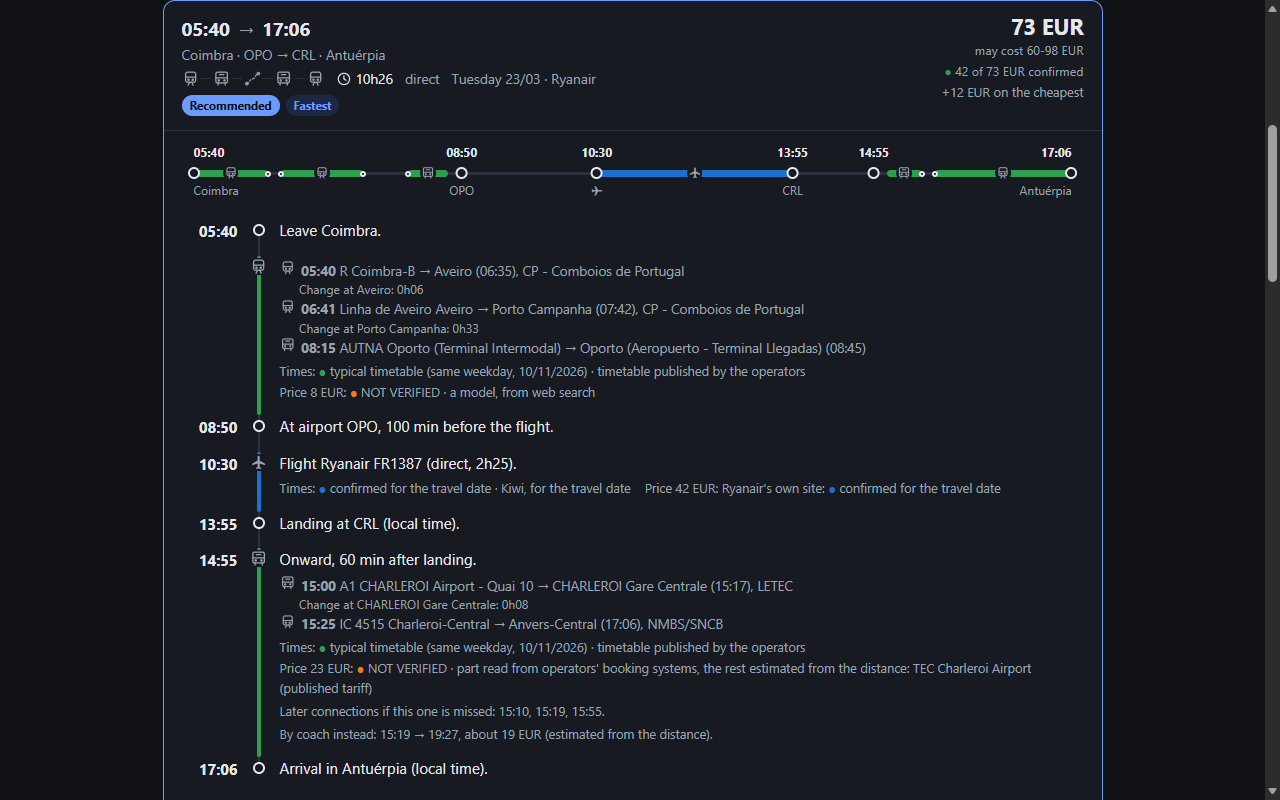 05:40 → 17:06
73 EUR
Coimbra · OPO → CRL · Antuérpia
may cost 60-98 EUR
10h26 direct Tuesday 23/03 · Ryanair
42 of 73 EUR confirmed
Recommended Fastest
+12 EUR on the cheapest
05:40 08:50 10:30 13:55 14:55 17:06
Coimbra OPO CRL Antuérpia
05:40 Leave Coimbra.
05:40 R Coimbra-B → Aveiro (06:35), CP - Comboios de Portugal
Change at Aveiro: 0h06
06:41 Linha de Aveiro Aveiro → Porto Campanha (07:42), CP - Comboios de Portugal
Change at Porto Campanha: 0h33
08:15 AUTNA Oporto (Terminal Intermodal) → Oporto (Aeropuerto - Terminal Llegadas) (08:45)
Times: ● typical timetable (same weekday, 10/11/2026) · timetable published by the operators
Price 8 EUR: ● NOT VERIFIED · a model, from web search
08:50 At airport OPO, 100 min before the flight.
10:30 Flight Ryanair FR1387 (direct, 2h25).
Times: ● confirmed for the travel date · Kiwi, for the travel date Price 42 EUR: Ryanair's own site: ● confirmed for the travel date
13:55 Landing at CRL (local time).
14:55 Onward, 60 min after landing.
15:00 A1 CHARLEROI Airport - Quai 10 → CHARLEROI Gare Centrale (15:17), LETEC
Change at CHARLEROI Gare Centrale: 0h08
15:25 IC 4515 Charleroi-Central → Anvers-Central (17:06), NMBS/SNCB
Times: ● typical timetable (same weekday, 10/11/2026) · timetable published by the operators
Price 23 EUR: ● NOT VERIFIED · part read from operators' booking systems, the rest estimated from the distance: TEC Charleroi Airport
(published tariff)
Later connections if this one is missed: 15:10, 15:19, 15:55.
By coach instead: 15:19 → 19:27, about 19 EUR (estimated from the distance).
17:06 Arrival in Antuérpia (local time).